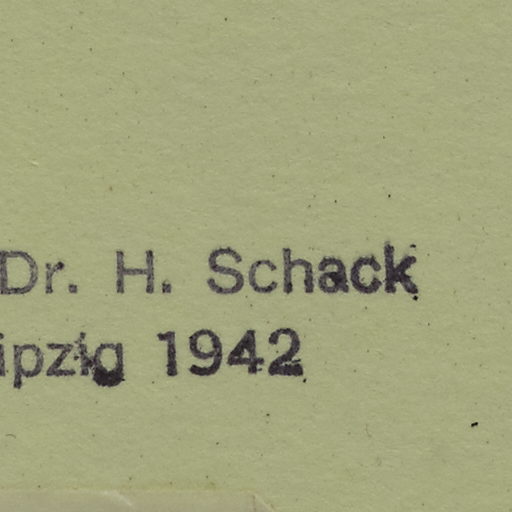 Dr. H. Schack
ipzig 1942